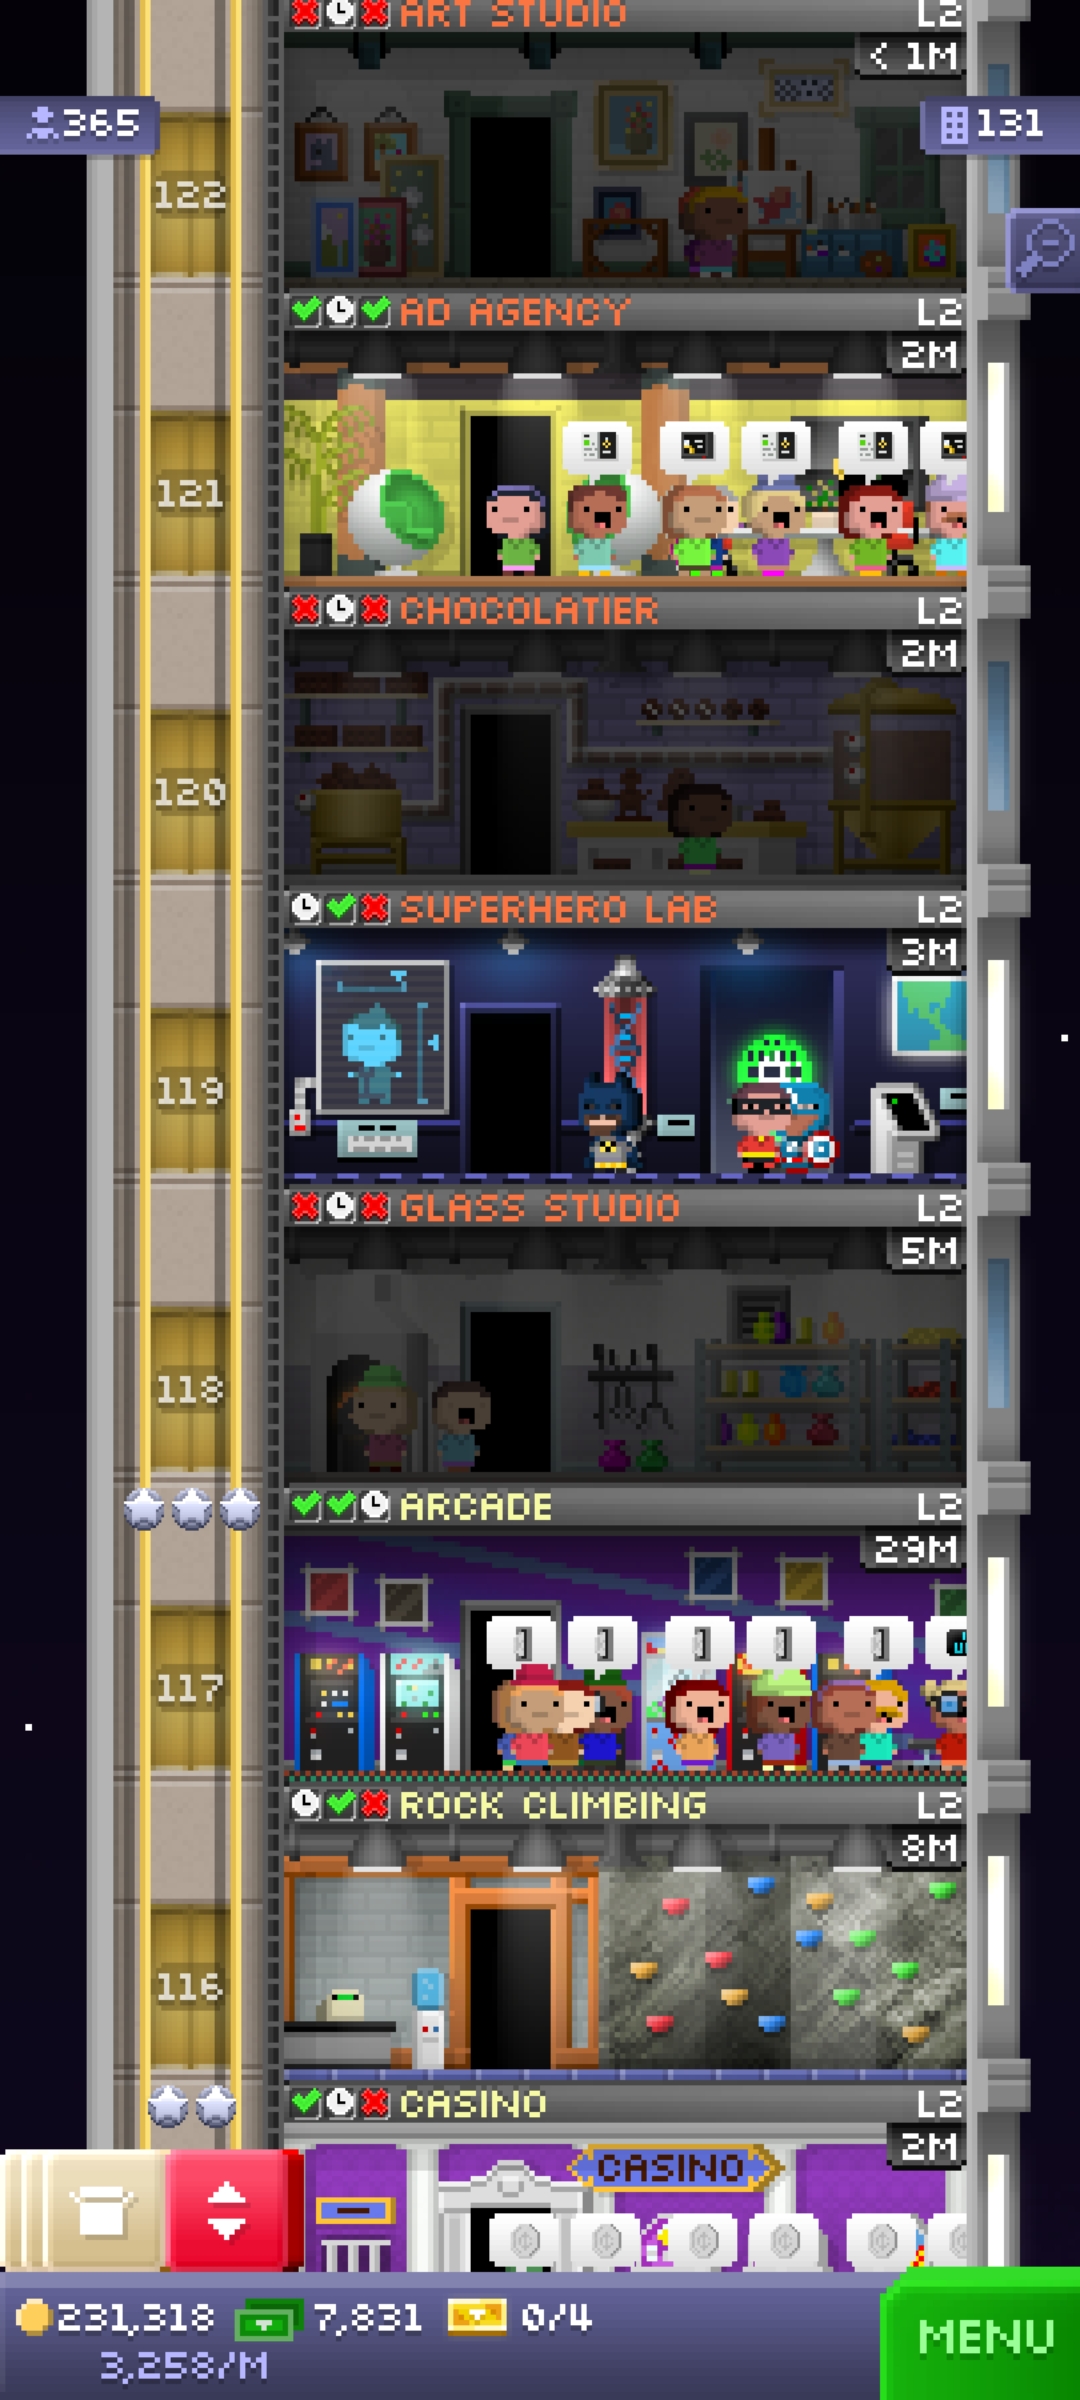 ART STUDIO L2
< 1M
365
131
122
AD AGENCY L2
2M
121
CHOCOLATIER L2
2M
120
SUPERHERO LAB L2
3M
119
GLASS STUDIO L2
5M
118
ARCADE L2
29M
117
ROCK CLIMBING L2
8M
116
CASINO L2
2M
CASINO
231,318 7,831 0/4
3,258/M
MENU